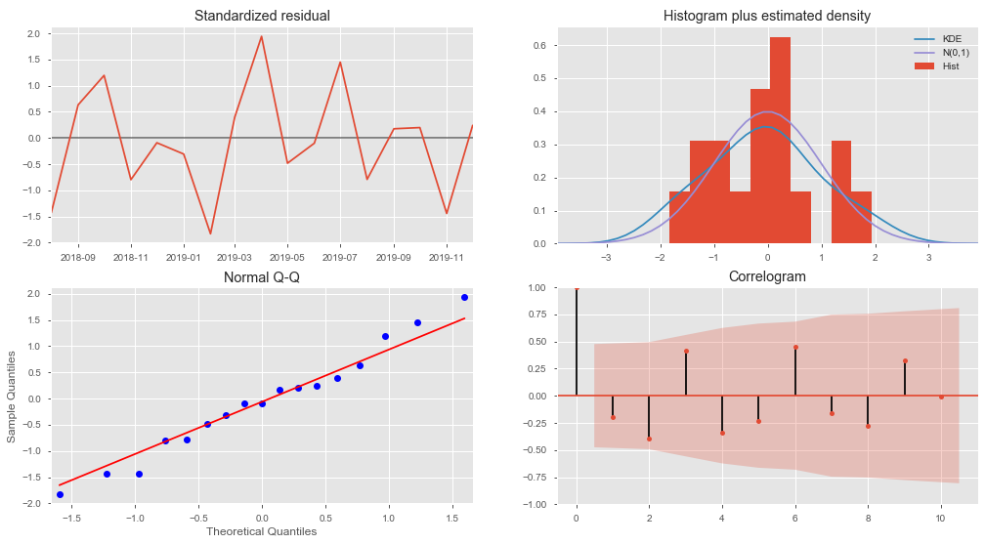 Standardized residual
2.0
1.5
1.0
0.5
0.0
−0.5
−1.0
−1.5
−2.0
2018-09 2018-11 2019-01 2019-03 2019-05 2019-07 2019-09 2019-11
Histogram plus estimated density
KDE
N(0,1)
Hist
0.6
0.5
0.4
0.3
0.2
0.1
0.0
−3 −2 −1 0 1 2 3
Normal Q-Q
Sample Quantiles
2.0
1.5
1.0
0.5
0.0
−0.5
−1.0
−1.5
−2.0
−1.5 −1.0 −0.5 0.0 0.5 1.0 1.5
Theoretical Quantiles
Correlogram
1.00
0.75
0.50
0.25
0.00
−0.25
−0.50
−0.75
−1.00
0 2 4 6 8 10